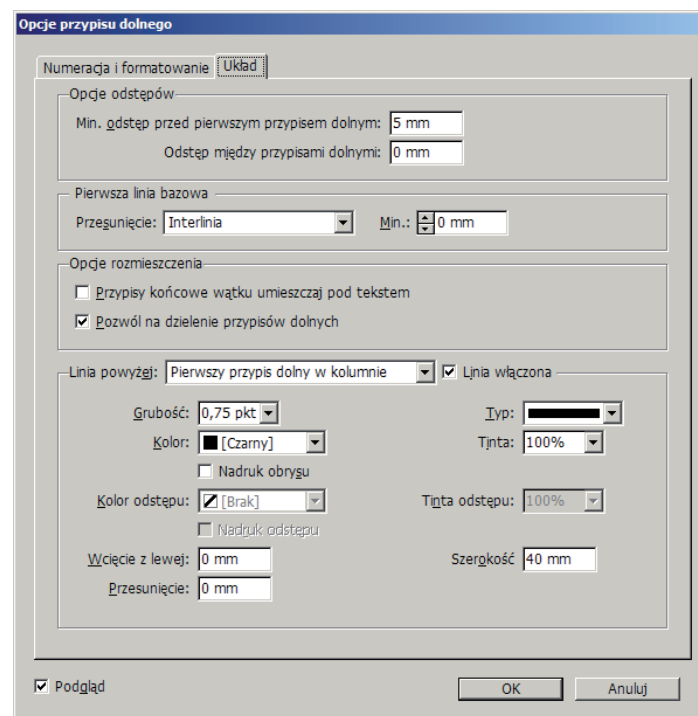 Opcje przypisu dolnego
Numeracja i formatowanie Układ
Opcje odstępów
Min. odstęp przed pierwszym przypisem dolnym: 5 mm
Odstęp między przypisami dolnymi: 0 mm
Pierwsza linia bazowa
Przesunięcie: Interlinia Min.: 0 mm
Opcje rozmieszczenia
Przypisy końcowe wątku umieszczaj pod tekstem
Pozwól na dzielenie przypisów dolnych
Linia powyżej: Pierwszy przypis dolny w kolumnie Linia włączona
Grubość: 0,75 pkt Typ:
Kolor: [Czarny] Tinta: 100%
Nadruk obrysu
Kolor odstępu: [Brak] Tinta odstępu: 100%
Nadruk odstępu
Wcięcie z lewej: 0 mm Szerokość 40 mm
Przesunięcie: 0 mm
Podgląd OK Anuluj